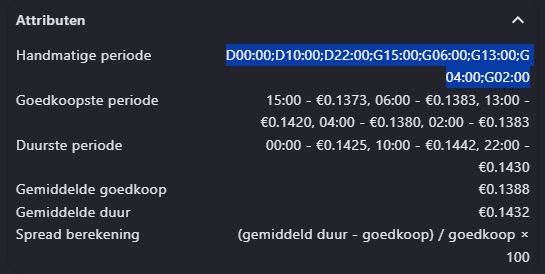 Attributen
Handmatige periode D00:00;D10:00;D22:00;G15:00;G06:00;G13:00;G
04:00;G02:00
Goedkoopste periode 15:00 - €0.1373, 06:00 - €0.1383, 13:00 -
€0.1420, 04:00 - €0.1380, 02:00 - €0.1383
Duurste periode 00:00 - €0.1425, 10:00 - €0.1442, 22:00 -
€0.1430
Gemiddelde goedkoop €0.1388
Gemiddelde duur €0.1432
Spread berekening (gemiddeld duur - goedkoop) / goedkoop ×
100